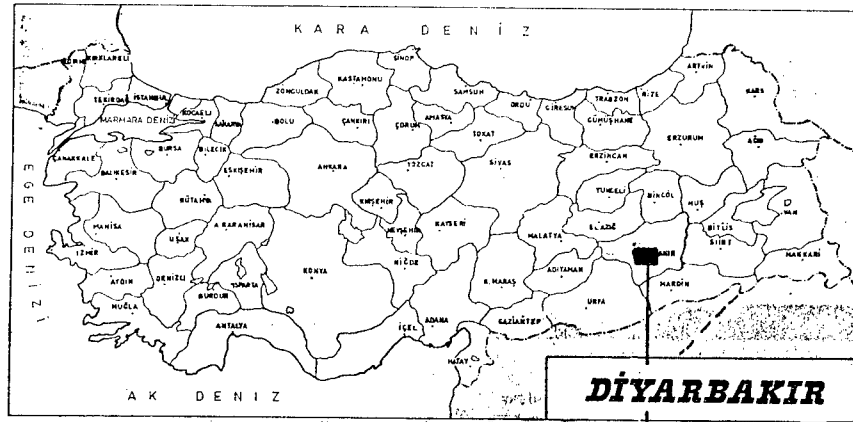 KARA DENİZ
SİNOP
KIRKLARELİ
KASTAMONU
ARTVİN
ZONGULDAK
SAMSUN
KARS
TEKİRDAĞ
İSTANBUL
ORDU
TRABZON
RİZE
KOCAELİ
GİRESUN
AMASYA
MARMARA DENİZİ
SAKARYA
BOLU
ÇANKIRI
ÇORUM
GÜMÜŞHANE
TOKAT
ERZURUM
AĞRI
BURSA
BİLECİK
ÇANAKKALE
ERZİNCAN
BALIKESİR
ESKİŞEHİR
ANKARA
YOZGAT
SİVAS
EGE DENİZİ
KÜTAHYA
KIRŞEHİR
TUNCELİ
BİNGÖL
MUŞ
VAN
MANİSA
A.KARAHİSAR
NEVŞEHİR
KAYSERİ
MALATYA
ELAZIĞ
BİTLİS
UŞAK
SİİRT
İZMİR
NİĞDE
HAKKARİ
KONYA
ADIYAMAN
AYDIN
DENİZLİ
ISPARTA
K.MARAŞ
MARDİN
BURDUR
URFA
MUĞLA
ADANA
GAZİANTEP
ANTALYA
İÇEL
HATAY
AK DENİZ
DİYARBAKIR